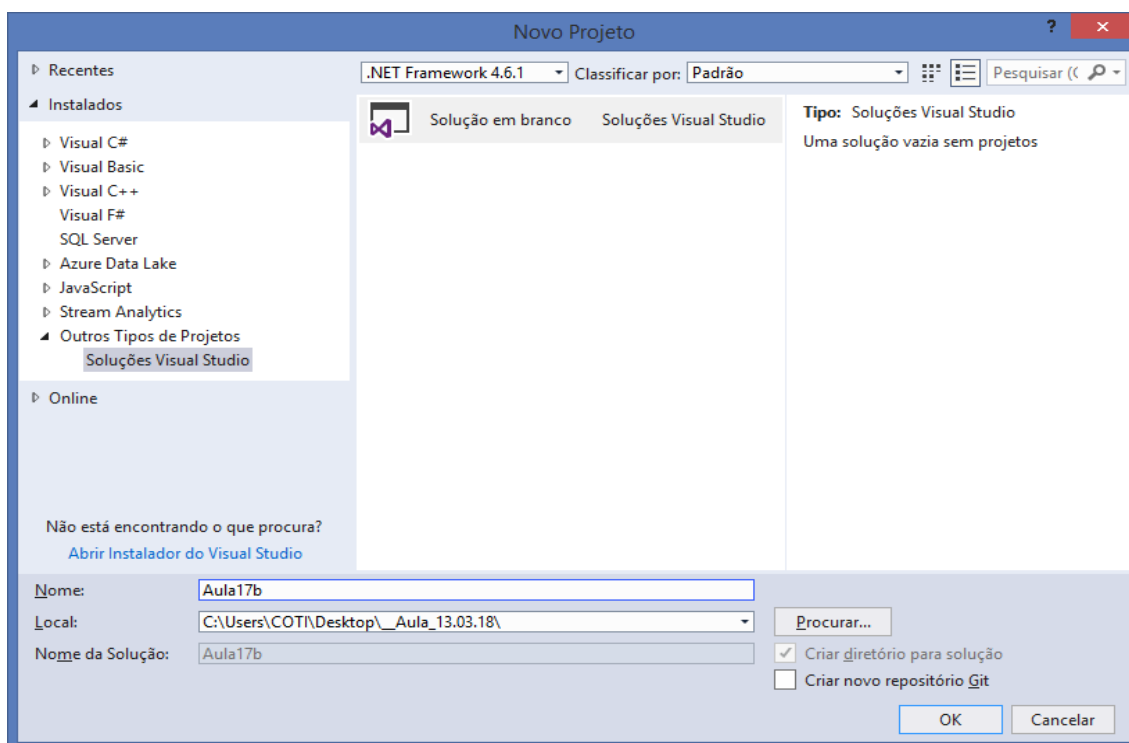 Novo Projeto
?
Recentes
Instalados
Visual C#
Visual Basic
Visual C++
Visual F#
SQL Server
Azure Data Lake
JavaScript
Stream Analytics
Outros Tipos de Projetos
Soluções Visual Studio
Online
Não está encontrando o que procura?
Abrir Instalador do Visual Studio
.NET Framework 4.6.1 Classificar por: Padrão
Pesquisar (C
Solução em branco Soluções Visual Studio
Tipo: Soluções Visual Studio
Uma solução vazia sem projetos
Nome: Aula17b
Local: C:\Users\COTI\Desktop\__Aula_13.03.18\ Procurar...
Nome da Solução: Aula17b
Criar diretório para solução
Criar novo repositório Git
OK Cancelar